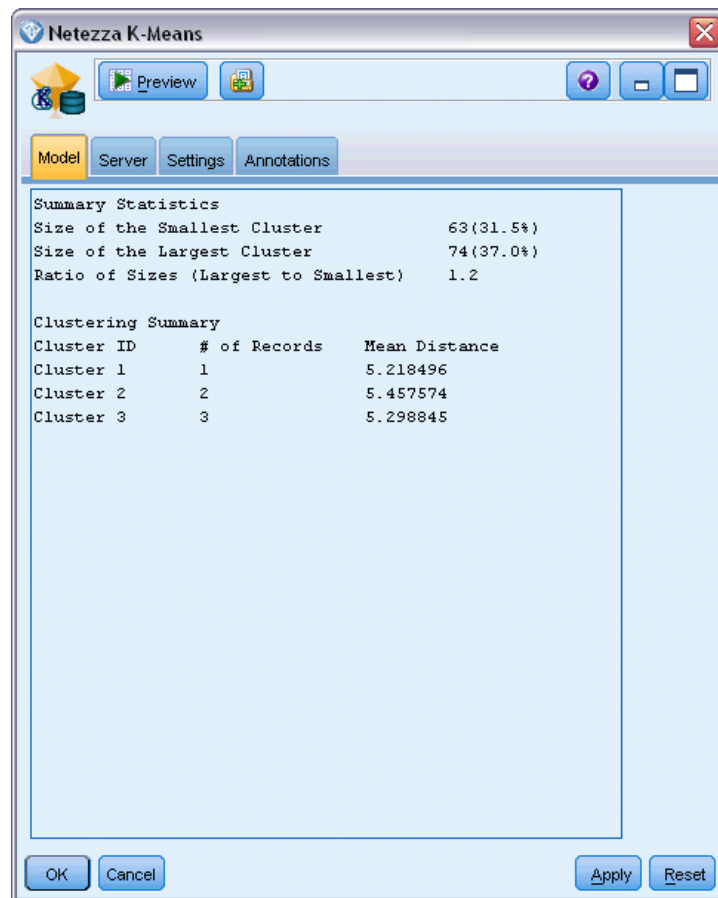 Netezza K-Means
Preview
Model Server Settings Annotations
Summary Statistics
Size of the Smallest Cluster 63(31.5%)
Size of the Largest Cluster 74(37.0%)
Ratio of Sizes (Largest to Smallest) 1.2
Clustering Summary
Cluster ID # of Records Mean Distance
Cluster 1 1 5.218496
Cluster 2 2 5.457574
Cluster 3 3 5.298845
OK Cancel Apply Reset